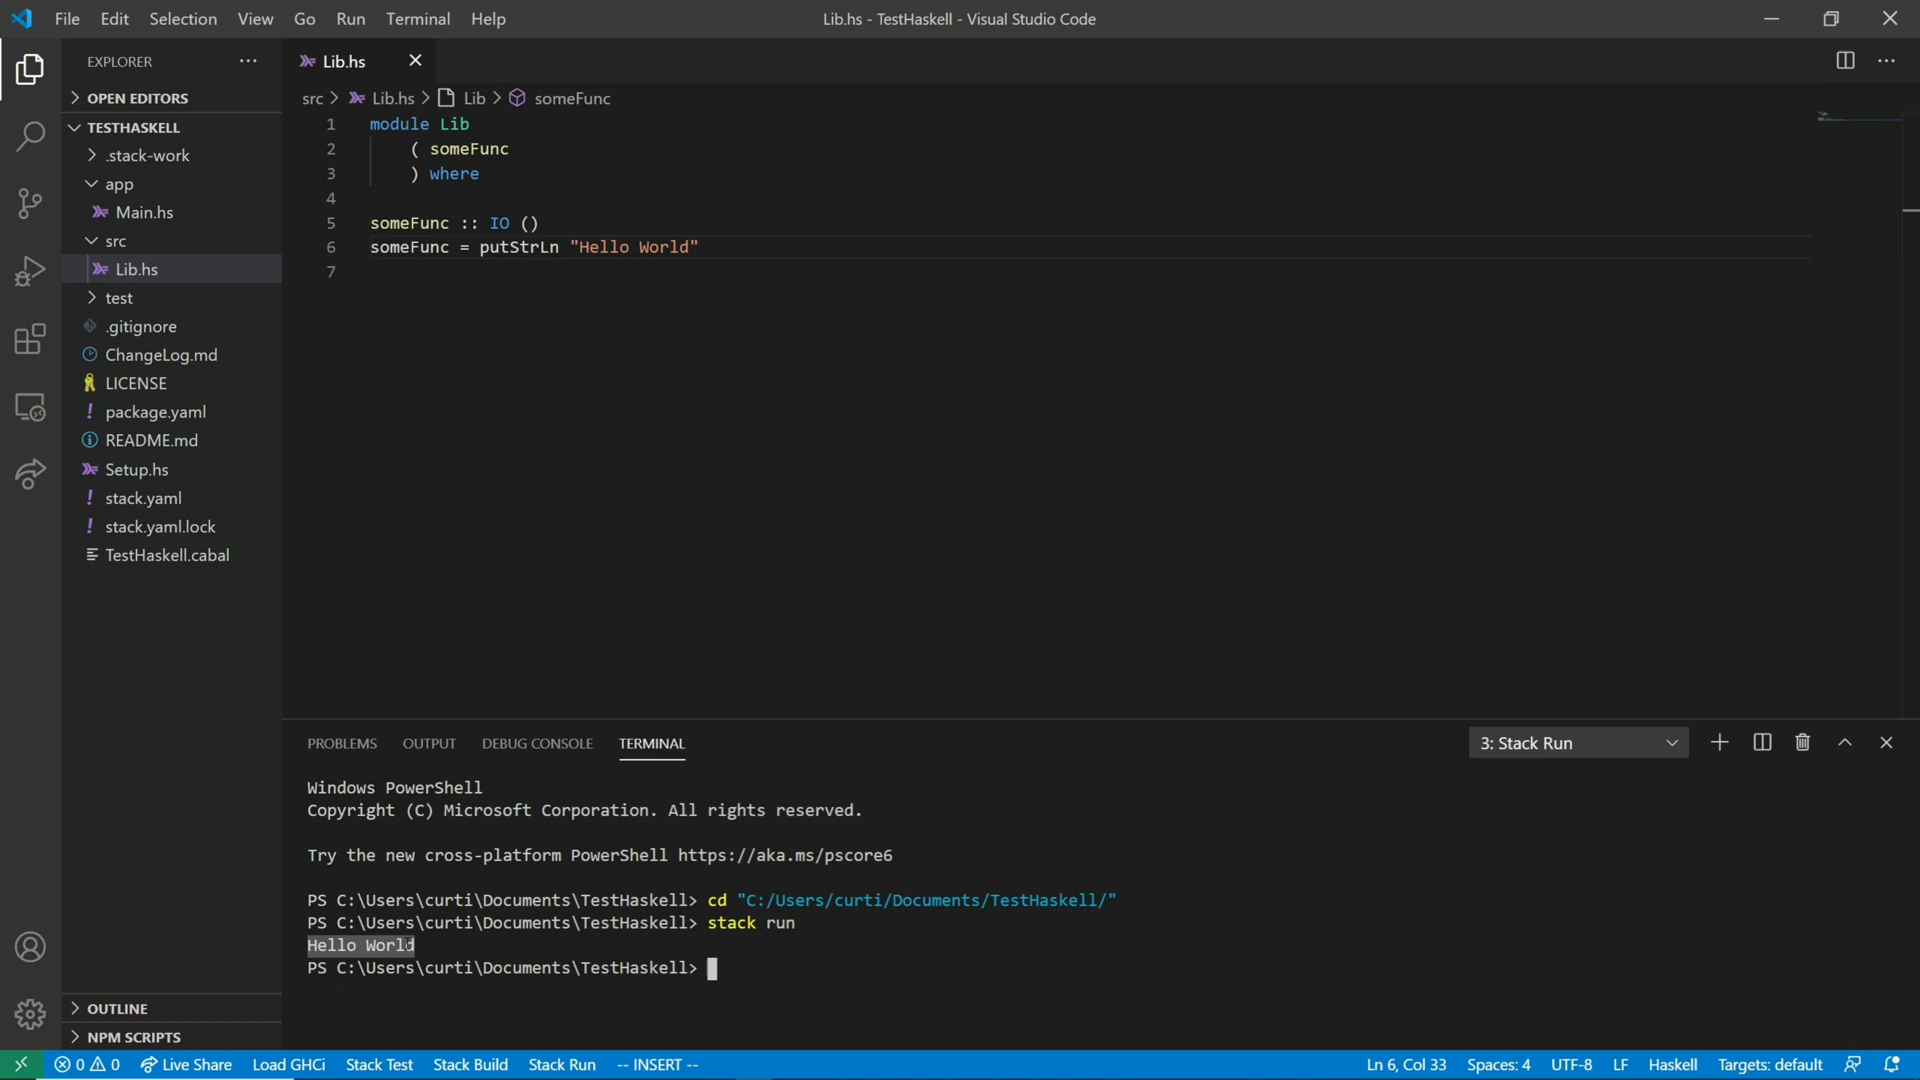 File Edit Selection View Go Run Terminal Help
Lib.hs - TestHaskell - Visual Studio Code
EXPLORER
OPEN EDITORS
TESTHASKELL
.stack-work
app
Main.hs
src
Lib.hs
test
.gitignore
ChangeLog.md
LICENSE
package.yaml
README.md
Setup.hs
stack.yaml
stack.yaml.lock
TestHaskell.cabal
OUTLINE
NPM SCRIPTS
Lib.hs
src > Lib.hs > Lib > someFunc
1 module Lib
2 ( someFunc
3 ) where
4
5 someFunc :: IO ()
6 someFunc = putStrLn "Hello World"
7
PROBLEMS OUTPUT DEBUG CONSOLE TERMINAL
3: Stack Run
Windows PowerShell
Copyright (C) Microsoft Corporation. All rights reserved.
Try the new cross-platform PowerShell https://aka.ms/pscore6
PS C:\Users\curti\Documents\TestHaskell> cd "C:/Users/curti/Documents/TestHaskell/"
PS C:\Users\curti\Documents\TestHaskell> stack run
Hello World
PS C:\Users\curti\Documents\TestHaskell>
0 0 Live Share Load GHCi Stack Test Stack Build Stack Run -- INSERT --
Ln 6, Col 33 Spaces: 4 UTF-8 LF Haskell Targets: default